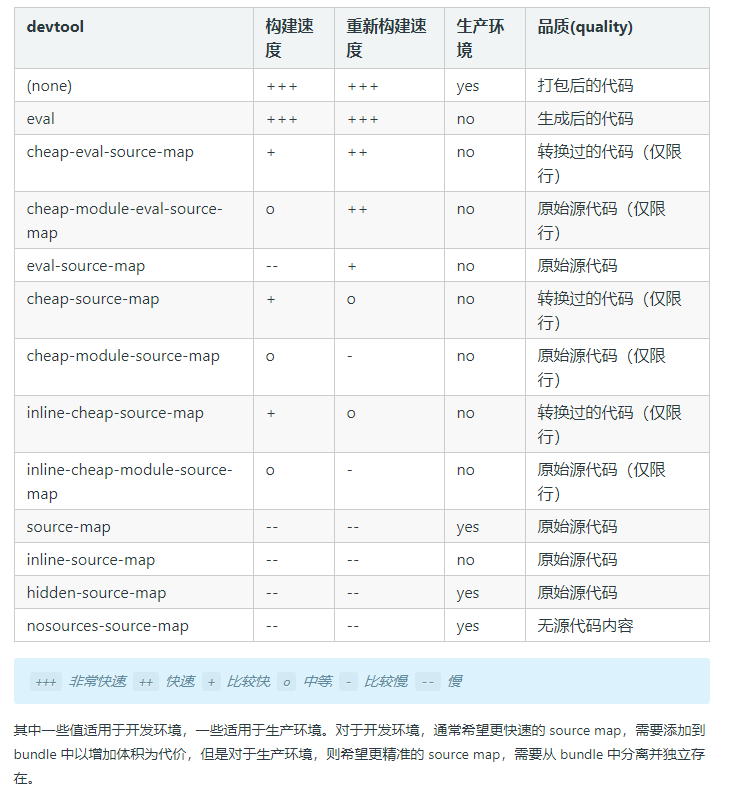 devtool 构建速度 重新构建速度 生产环境 品质(quality)
(none) +++ +++ yes 打包后的代码
eval +++ +++ no 生成后的代码
cheap-eval-source-map + ++ no 转换过的代码（仅限行）
cheap-module-eval-source-map o ++ no 原始源代码（仅限行）
eval-source-map -- + no 原始源代码
cheap-source-map + o no 转换过的代码（仅限行）
cheap-module-source-map o - no 原始源代码（仅限行）
inline-cheap-source-map + o no 转换过的代码（仅限行）
inline-cheap-module-source-map o - no 原始源代码（仅限行）
source-map -- -- yes 原始源代码
inline-source-map -- -- no 原始源代码
hidden-source-map -- -- yes 原始源代码
nosources-source-map -- -- yes 无源代码内容
+++ 非常快速, ++ 快速, + 比较快, o 中等, - 比较慢, -- 慢
其中一些值适用于开发环境，一些适用于生产环境。对于开发环境，通常希望更快速的 source map，需要添加到
bundle 中以增加体积为代价，但是对于生产环境，则希望更精准的 source map，需要从 bundle 中分离并独立存
在。